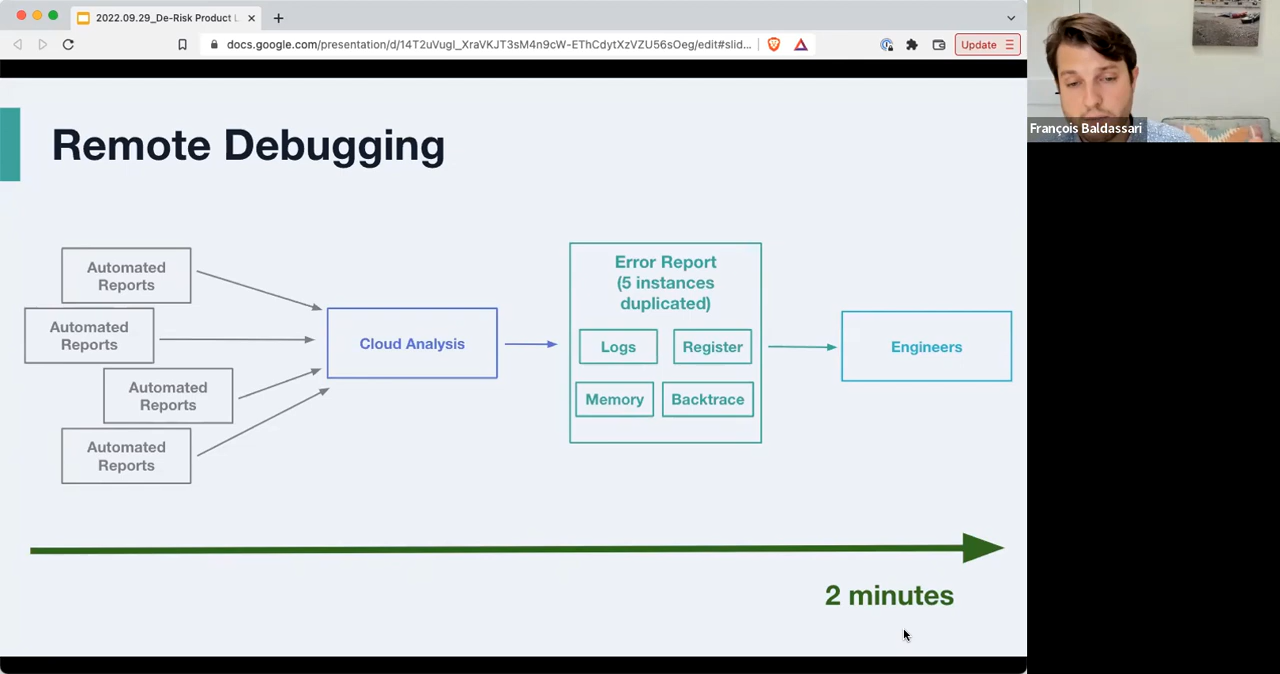 2022.09.29_De-Risk Product L
docs.google.com/presentation/d/14T2uVugl_XraVKJT3sM4n9cW-EThCdytXzVZU56sOeg/edit#slid...
Update
François Baldassari
Remote Debugging
Automated
Reports
Automated
Reports
Automated
Reports
Automated
Reports
Cloud Analysis
Error Report
(5 instances
duplicated)
Logs
Register
Memory
Backtrace
Engineers
2 minutes